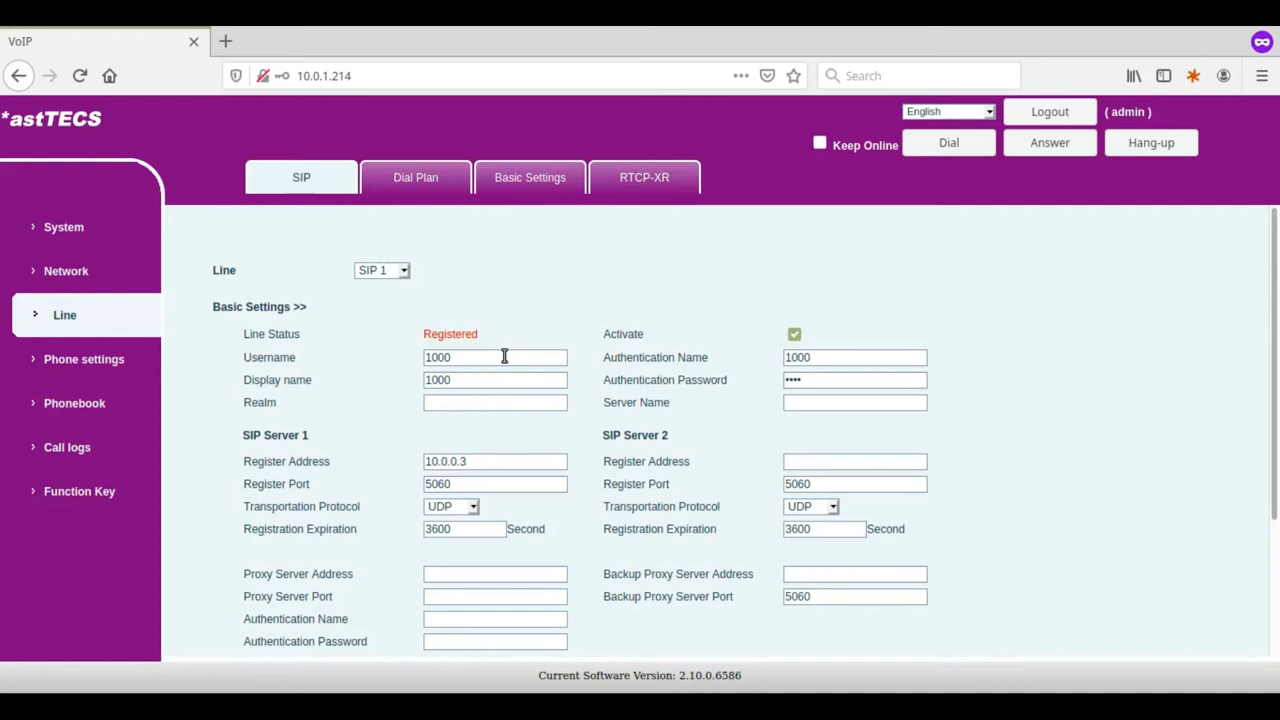 VoIP
10.0.1.214
Search
*astTECS
English
Logout
( admin )
Keep Online
Dial
Answer
Hang-up
SIP
Dial Plan
Basic Settings
RTCP-XR
System
Network
Line
Phone settings
Phonebook
Call logs
Function Key
Line SIP 1
Basic Settings >>
Line Status Registered Activate
Username 1000 Authentication Name 1000
Display name 1000 Authentication Password ••••
Realm Server Name
SIP Server 1 SIP Server 2
Register Address 10.0.0.3 Register Address
Register Port 5060 Register Port 5060
Transportation Protocol UDP Transportation Protocol UDP
Registration Expiration 3600 Second Registration Expiration 3600 Second
Proxy Server Address Backup Proxy Server Address
Proxy Server Port Backup Proxy Server Port 5060
Authentication Name
Authentication Password
Current Software Version: 2.10.0.6586